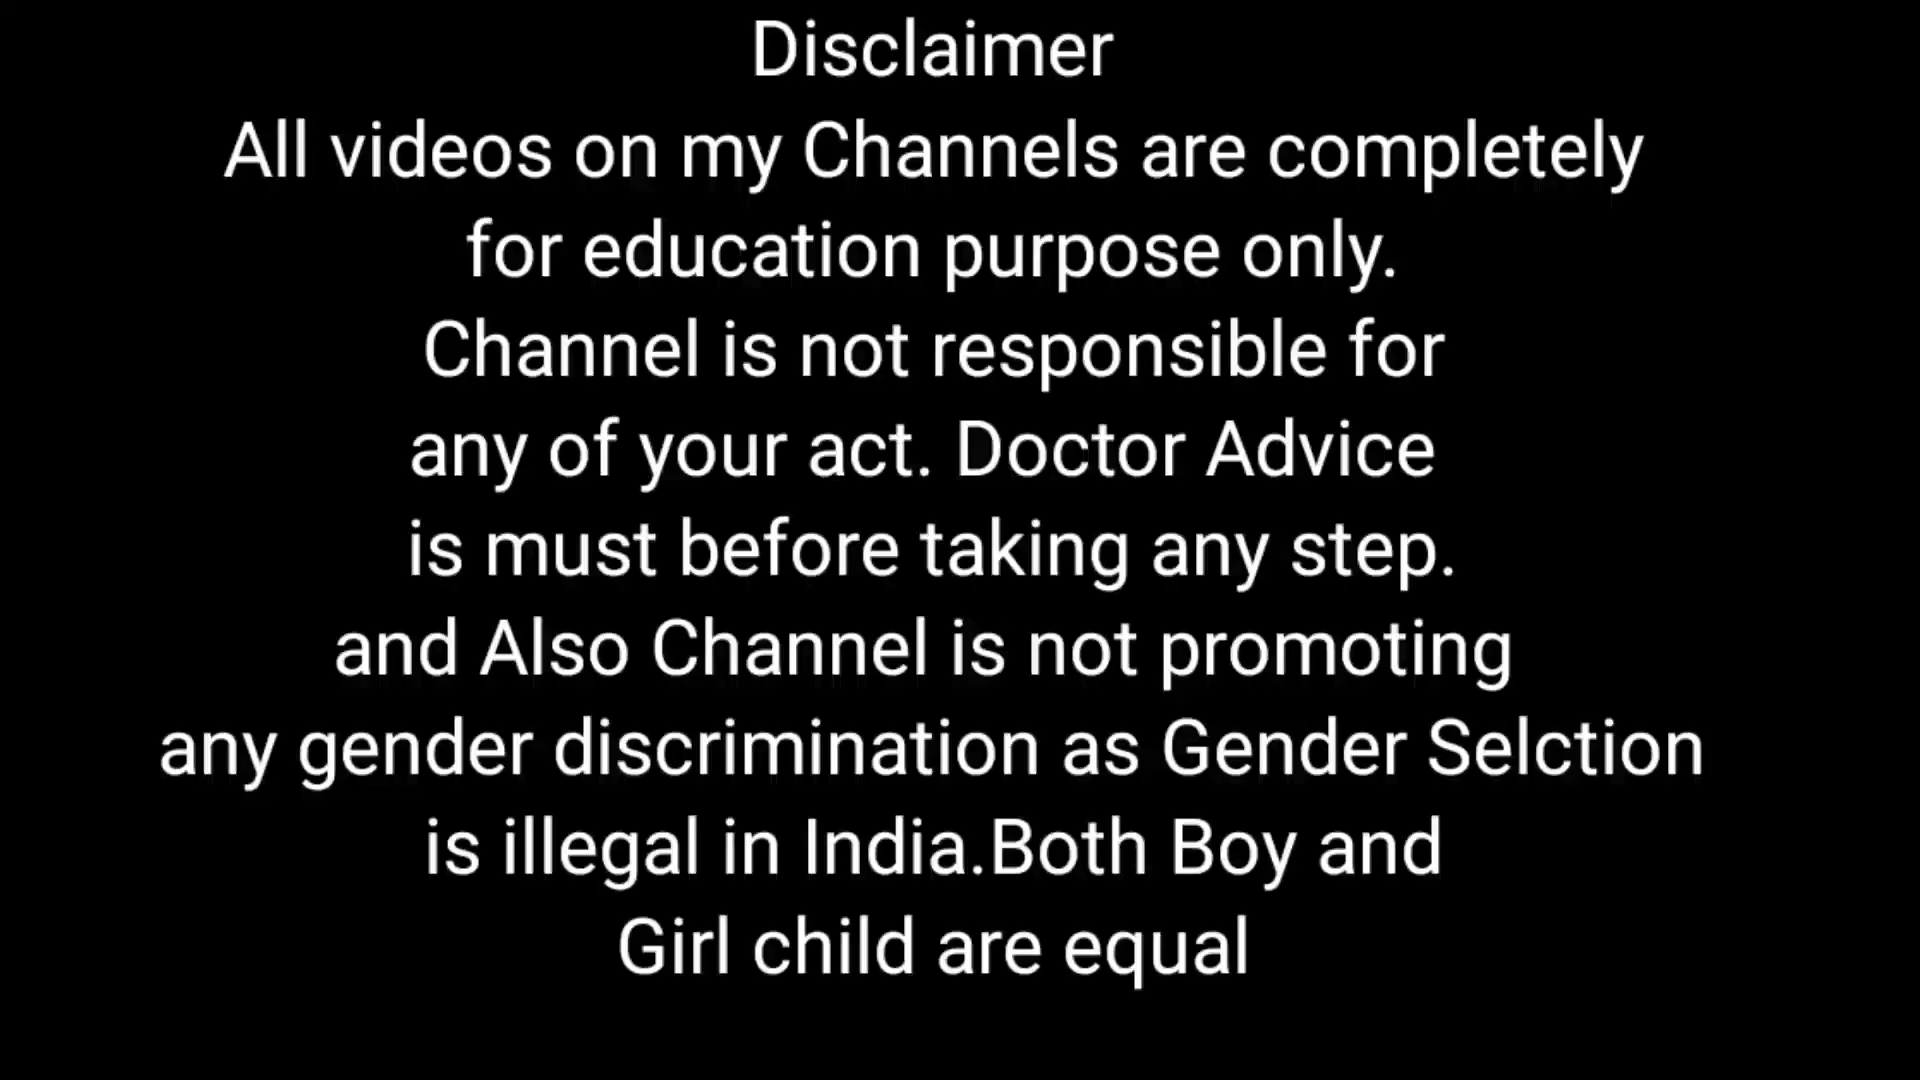 Disclaimer
All videos on my Channels are completely
for education purpose only.
Channel is not responsible for
any of your act. Doctor Advice
is must before taking any step.
and Also Channel is not promoting
any gender discrimination as Gender Selction
is illegal in India.Both Boy and
Girl child are equal